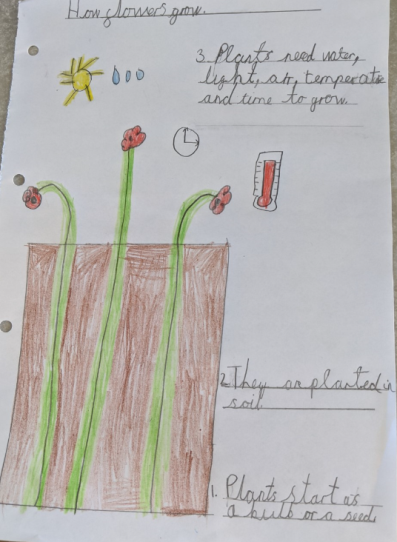 How flowers grow.
3. Plants need water,
light, air, temperate
and time to grow.
2. They are planted in
soil
1. Plants start as
a bulb or a seed